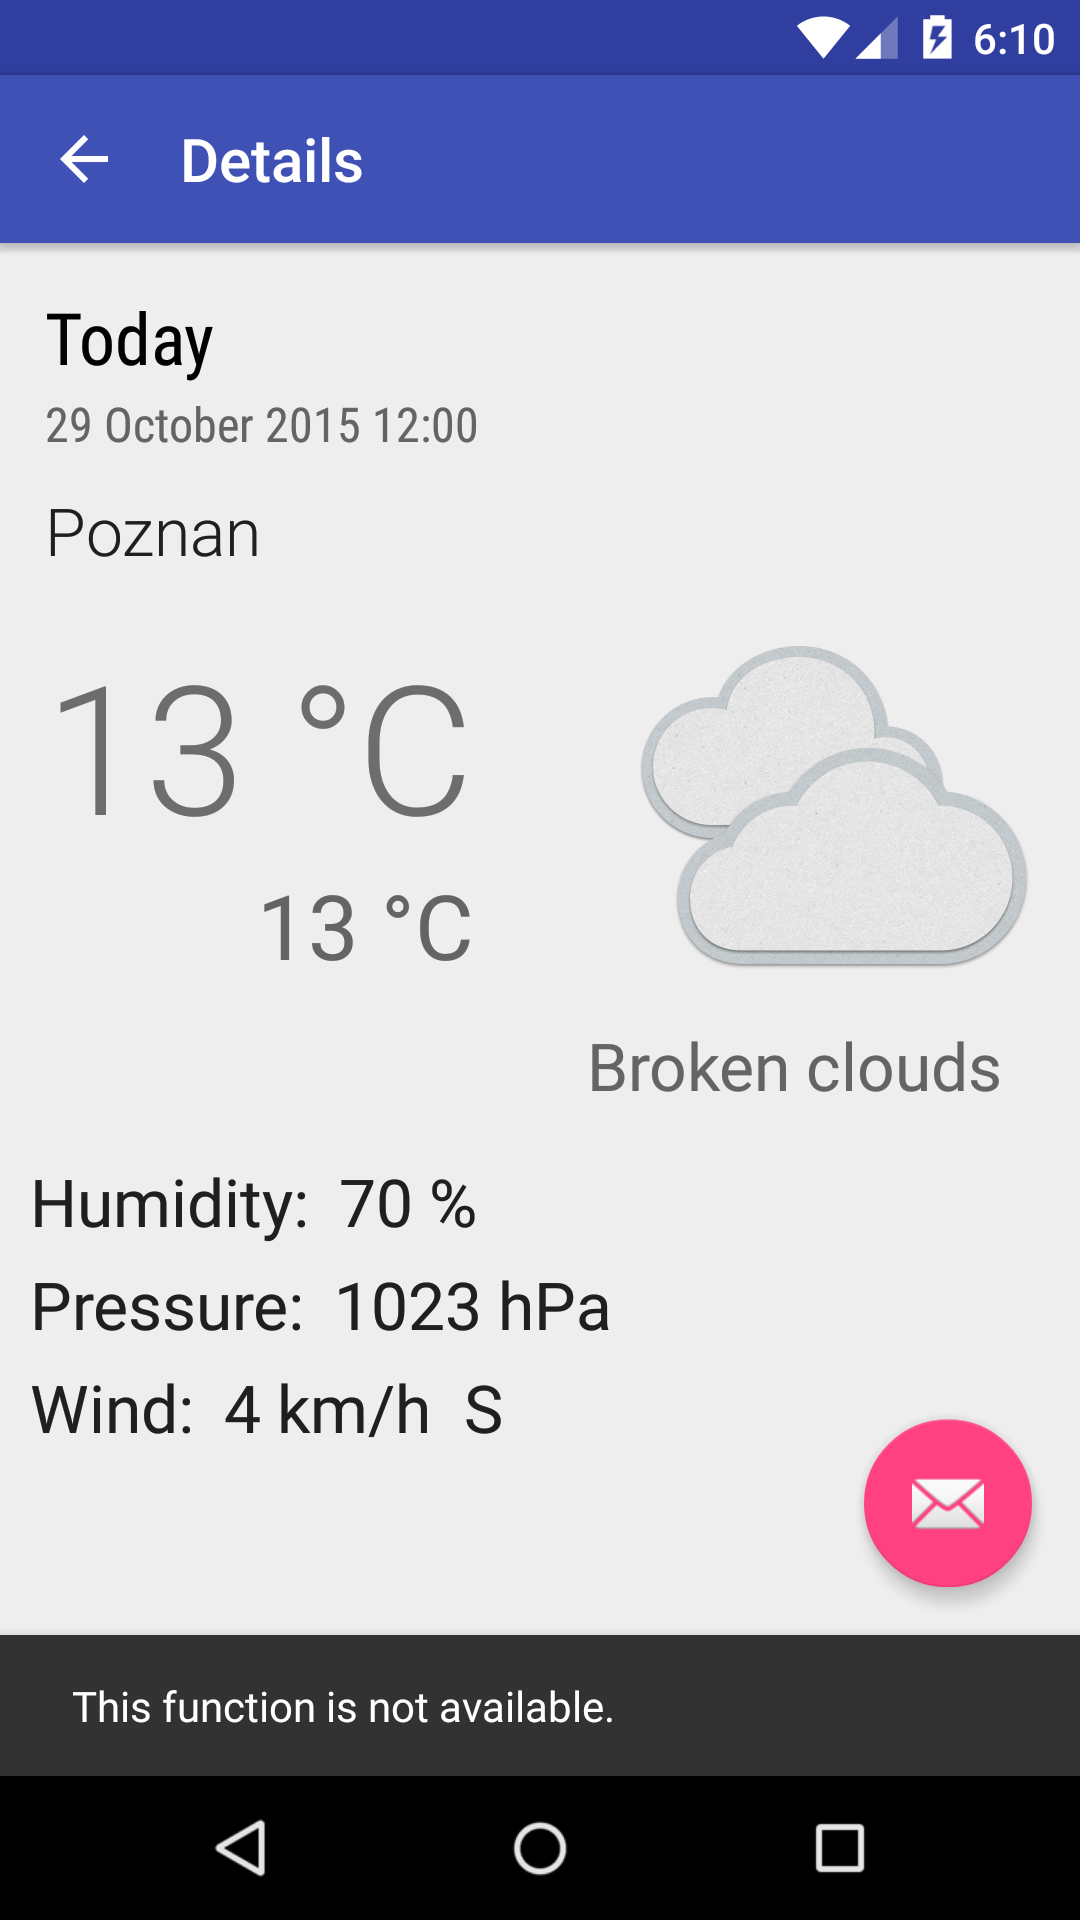 6:10
Details
Today
29 October 2015 12:00
Poznan
13 °C
13 °C
Broken clouds
Humidity: 70 %
Pressure: 1023 hPa
Wind: 4 km/h S
This function is not available.